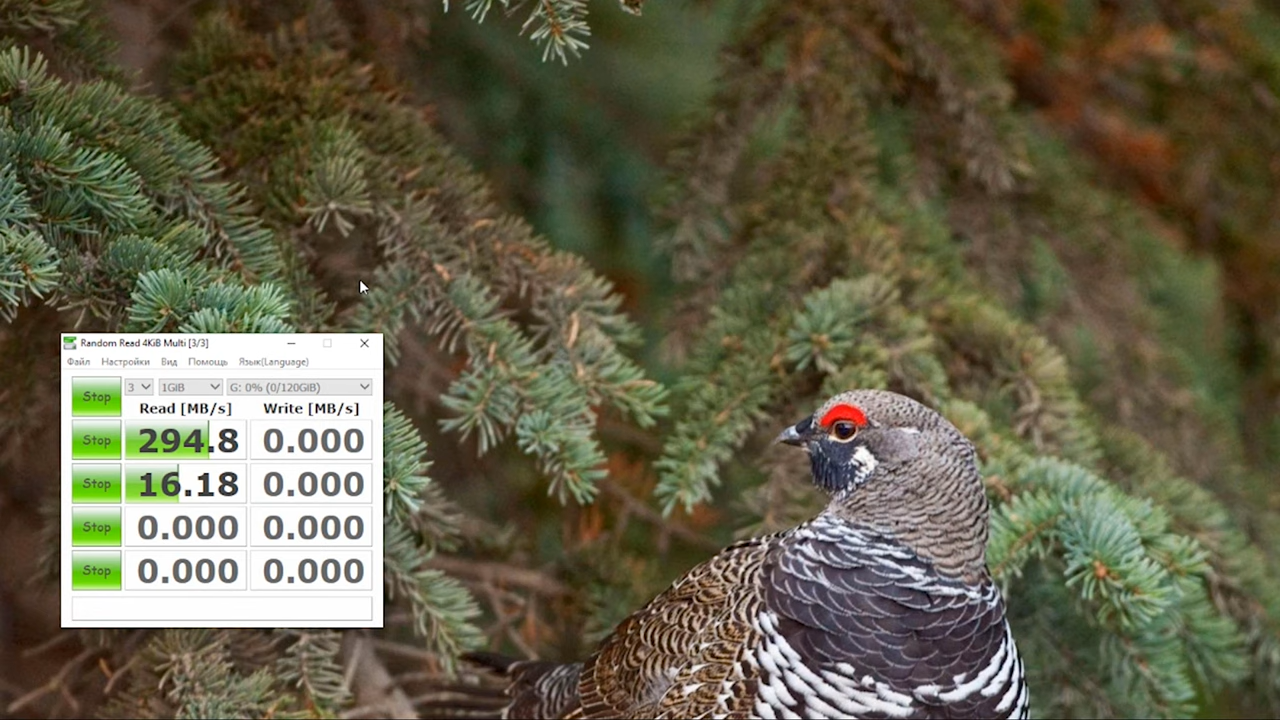 Random Read 4KiB Multi [3/3]
Файл Настройки Вид Помощь Язык(Language)
Stop 3 1GiB G: 0% (0/120GiB)
Read [MB/s] Write [MB/s]
Stop 294.8 0.000
Stop 16.18 0.000
Stop 0.000 0.000
Stop 0.000 0.000